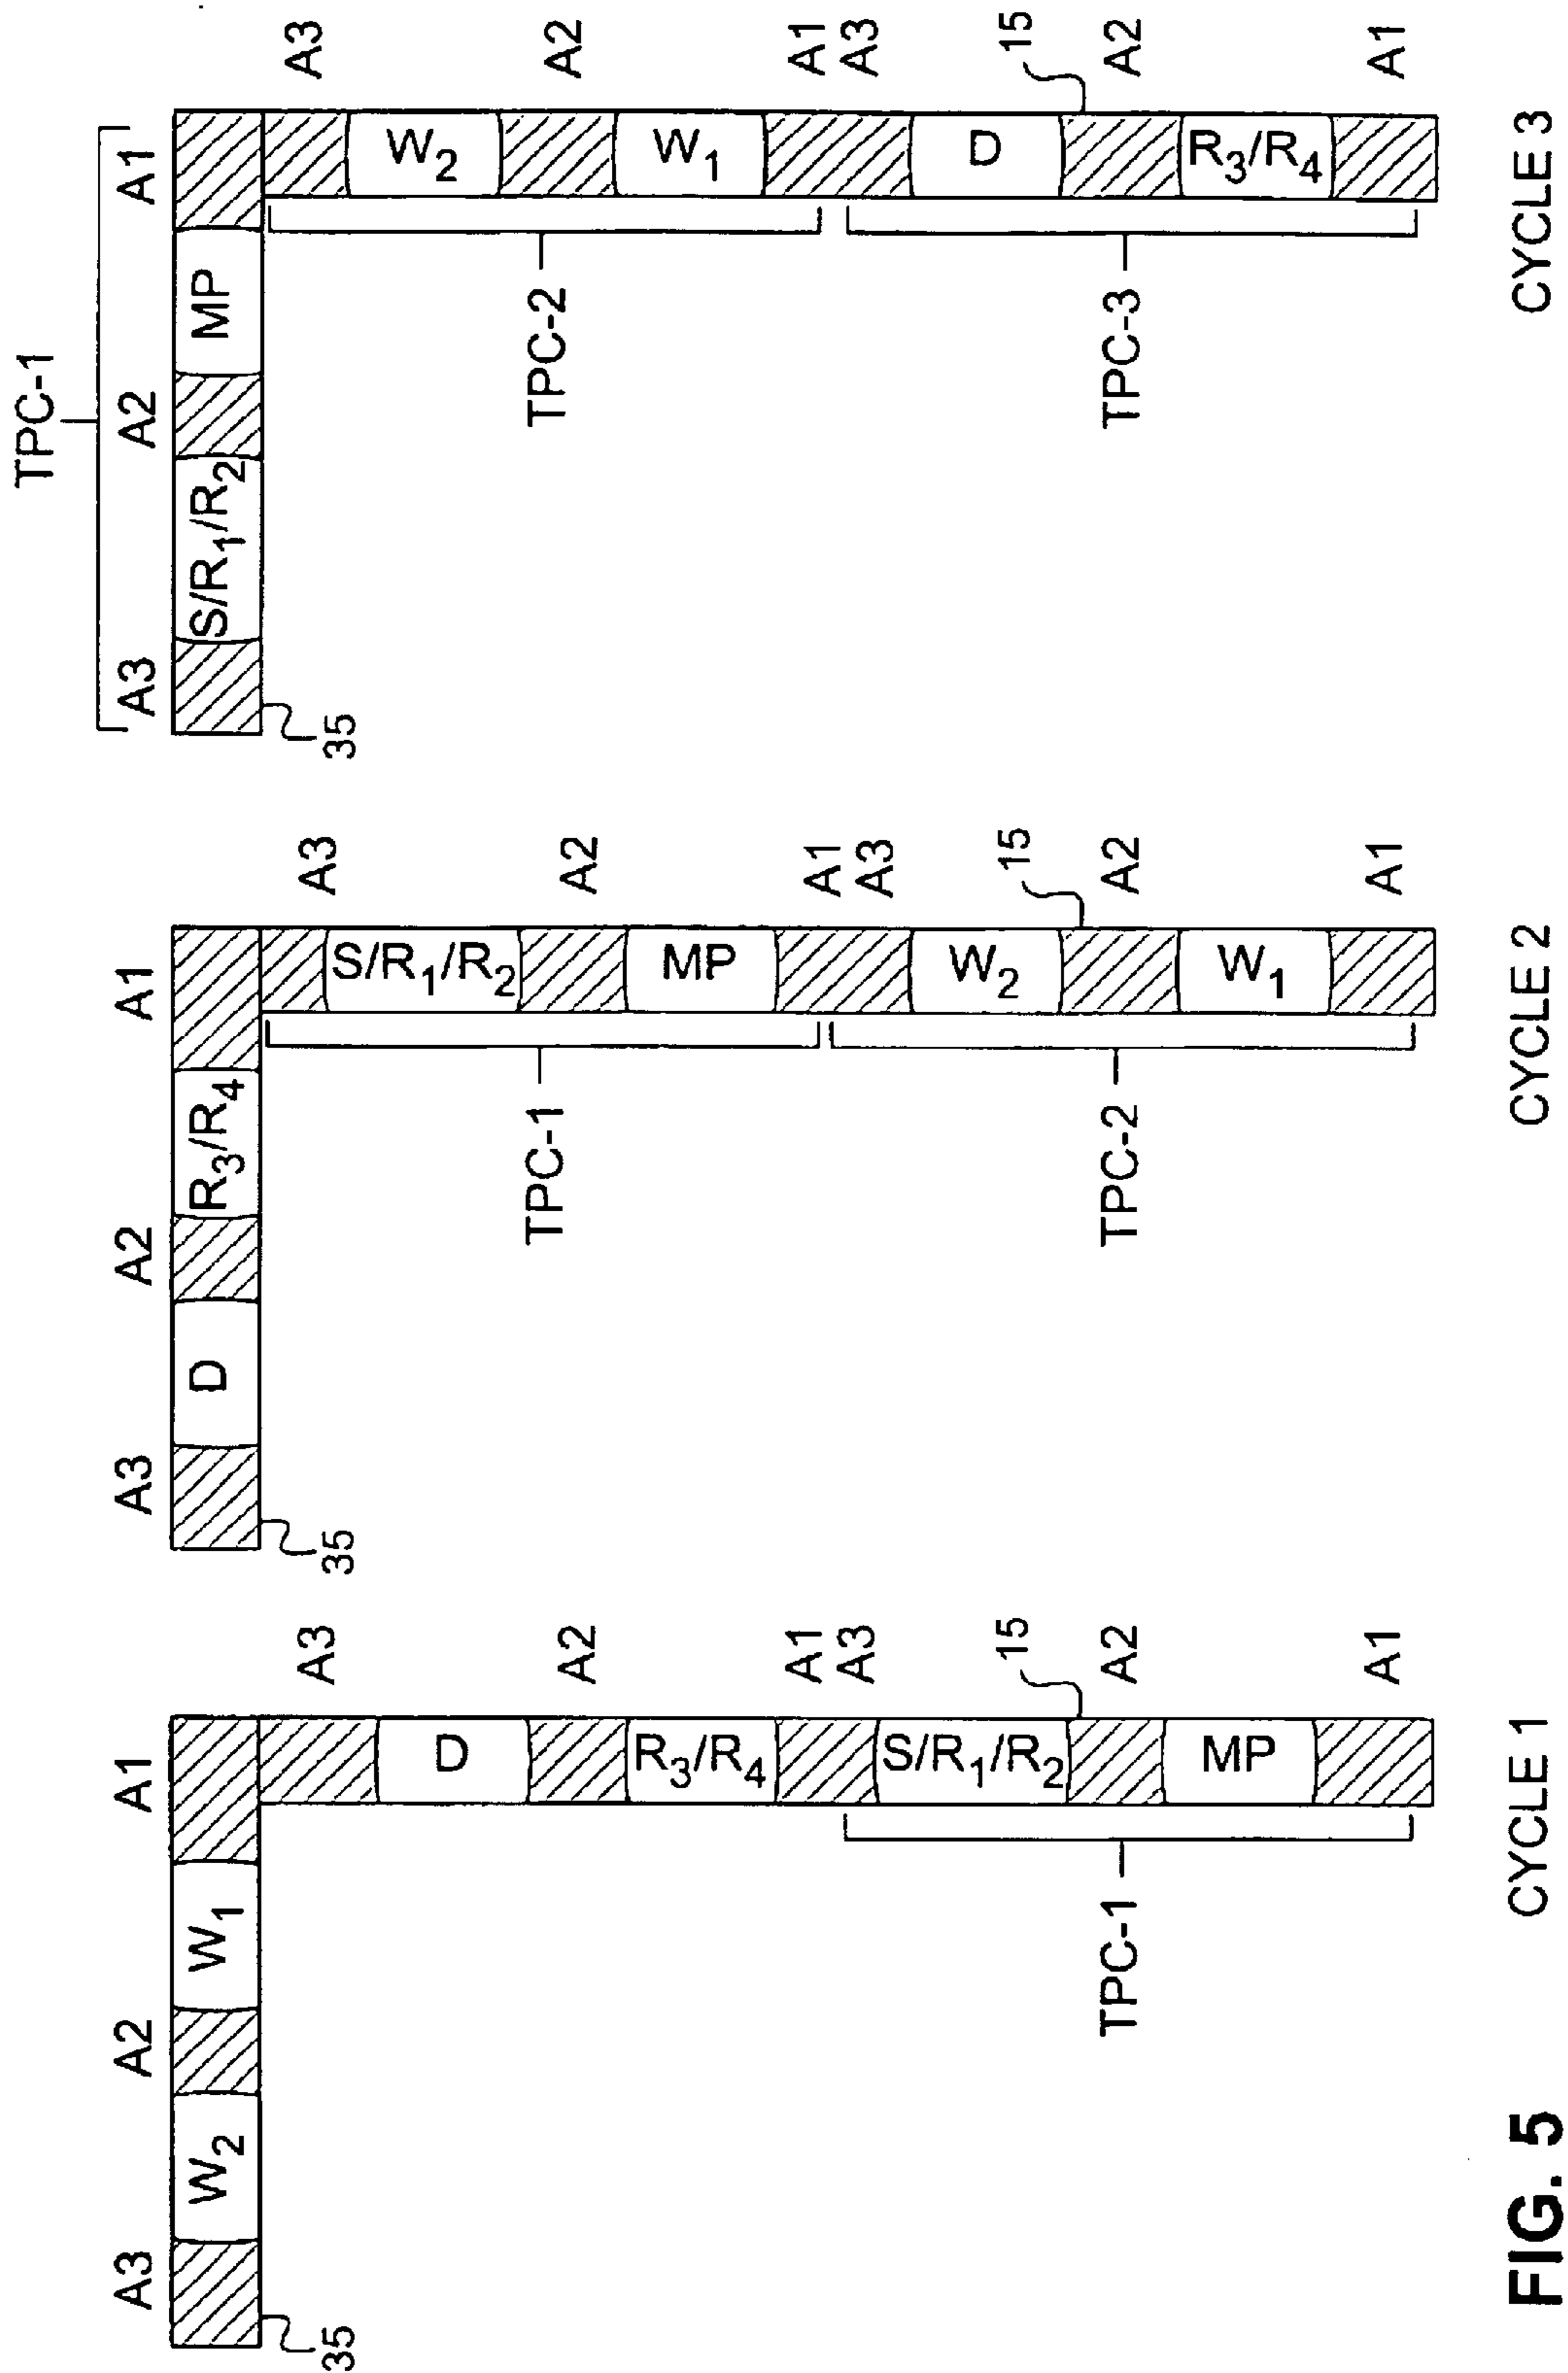 A3
W2
A2
W1
A1
35
A3
D
A2
R3/R4
A1
A3
S/R1/R2
15
A2
MP
A1
TPC-1
CYCLE 1
A3
D
A2
R3/R4
A1
35
A3
S/R1/R2
A2
MP
A1
A3
W2
15
A2
W1
A1
TPC-1
TPC-2
CYCLE 2
TPC-1
A3
S/R1/R2
A2
MP
A1
35
A3
W2
A2
W1
A1
A3
D
15
A2
R3/R4
A1
TPC-2
TPC-3
CYCLE 3
FIG. 5